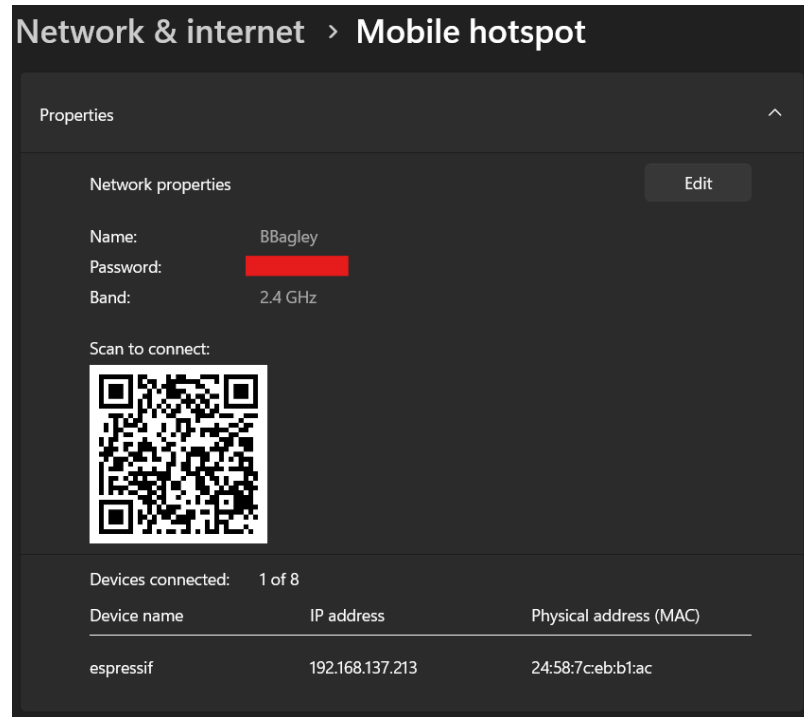 Network & internet > Mobile hotspot
Properties
Network properties Edit
Name: BBagley
Password:
Band: 2.4 GHz
Scan to connect:
Devices connected: 1 of 8
Device name IP address Physical address (MAC)
espressif 192.168.137.213 24:58:7c:eb:b1:ac